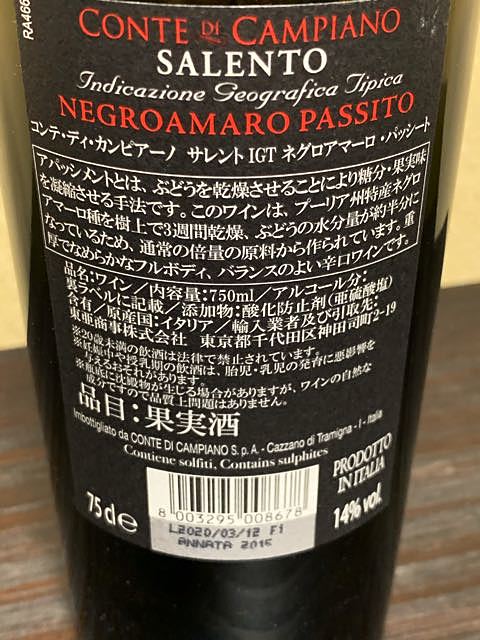 RA466
CONTE DI CAMPIANO
SALENTO
Indicazione Geografica Tipica
NEGROAMARO PASSITO
コンテ・ディ・カンピアーノ サレント IGT ネグロアマーロ・パッシート
アパッシメントとは、ぶどうを乾燥させることにより糖分・果実味
を凝縮させる手法です。このワインは、プーリア州特産ネグロ
アマーロ種を樹上で3週間乾燥、ぶどうの水分量が約半分に
なっているため、通常の倍量の原料から作られています。重
厚でなめらかなフルボディ、バランスのよい辛口ワインです。
品名:ワイン/内容量:750ml/アルコール分:
裏ラベルに記載/添加物:酸化防止剤(亜硫酸塩)
含有/原産国:イタリア/輸入業者及び引取先:
東亜商事株式会社 東京都千代田区神田司町2-19
※20歳未満の飲酒は法律で禁止されています。
※妊娠中や授乳期の飲酒は、胎児・乳児の発育に悪影響を
与えるおそれがあります。
※瓶底に沈殿物が生じる場合がありますが、ワインの自然な
成分ですので品質上問題はありません。
品目:果実酒
Imbottigliato da CONTE DI CAMPIANO S.p.A. - Cazzano di Tramigna - I - Italia
Contiene solfiti, Contains sulphites
PRODOTTO
IN ITALIA
75cl e
8 003295 008678
14% vol.
L2020/03/12 F1
ANNATA 2015